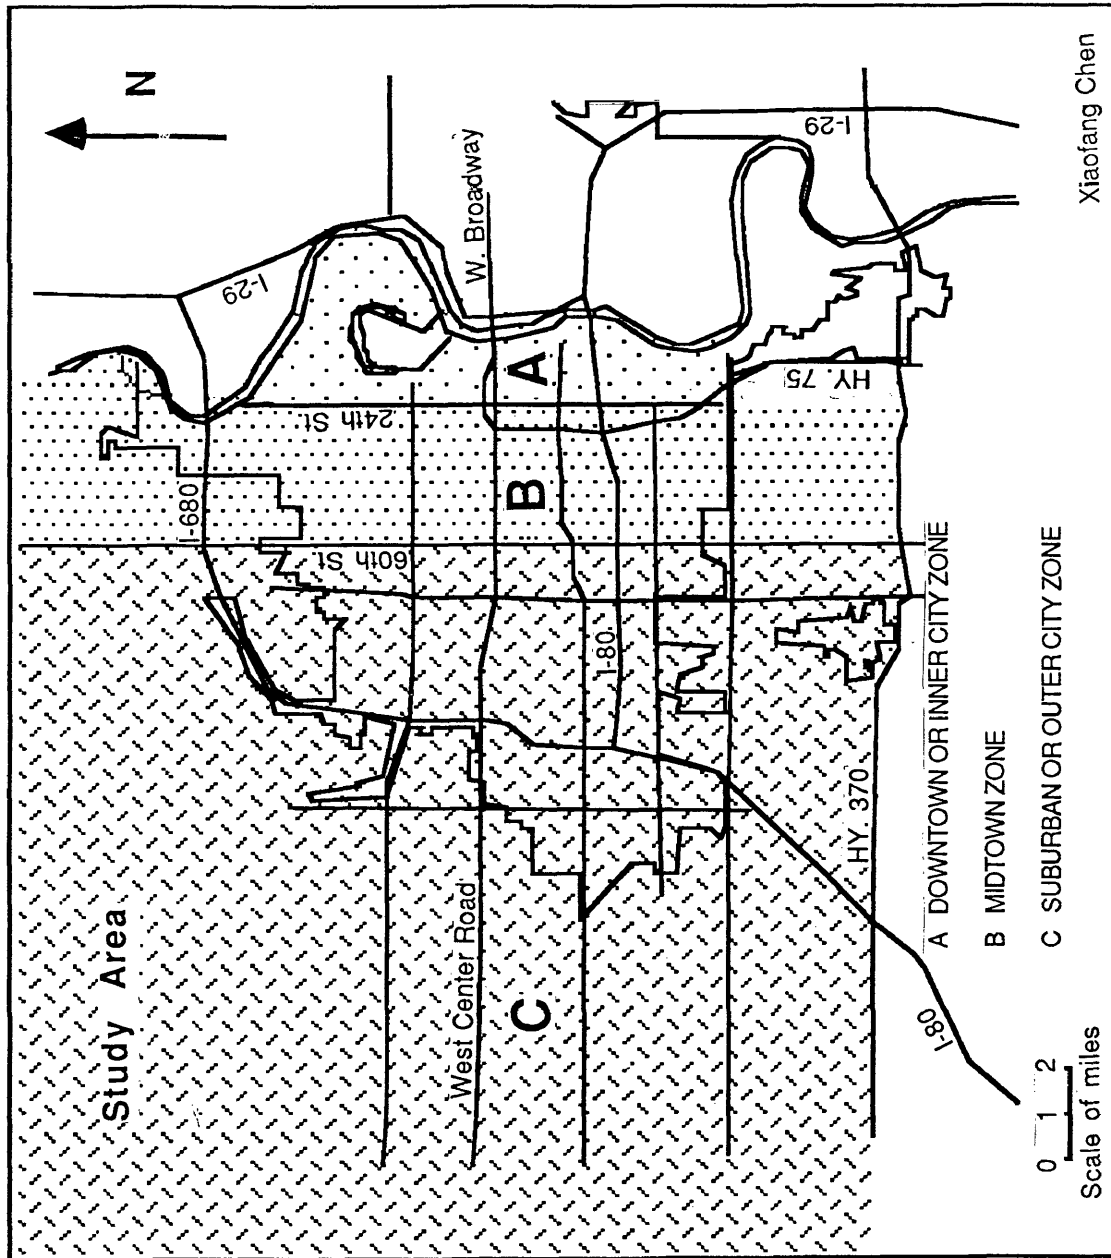 Study Area
N
I-29
I-680
24th St.
60th St.
W. Broadway
West Center Road
A
B
C
I-80
I-29
HY. 75
HY. 370
I-80
A DOWNTOWN OR INNER CITY ZONE
B MIDTOWN ZONE
C SUBURBAN OR OUTER CITY ZONE
0 1 2
Scale of miles
Xiaofang Chen